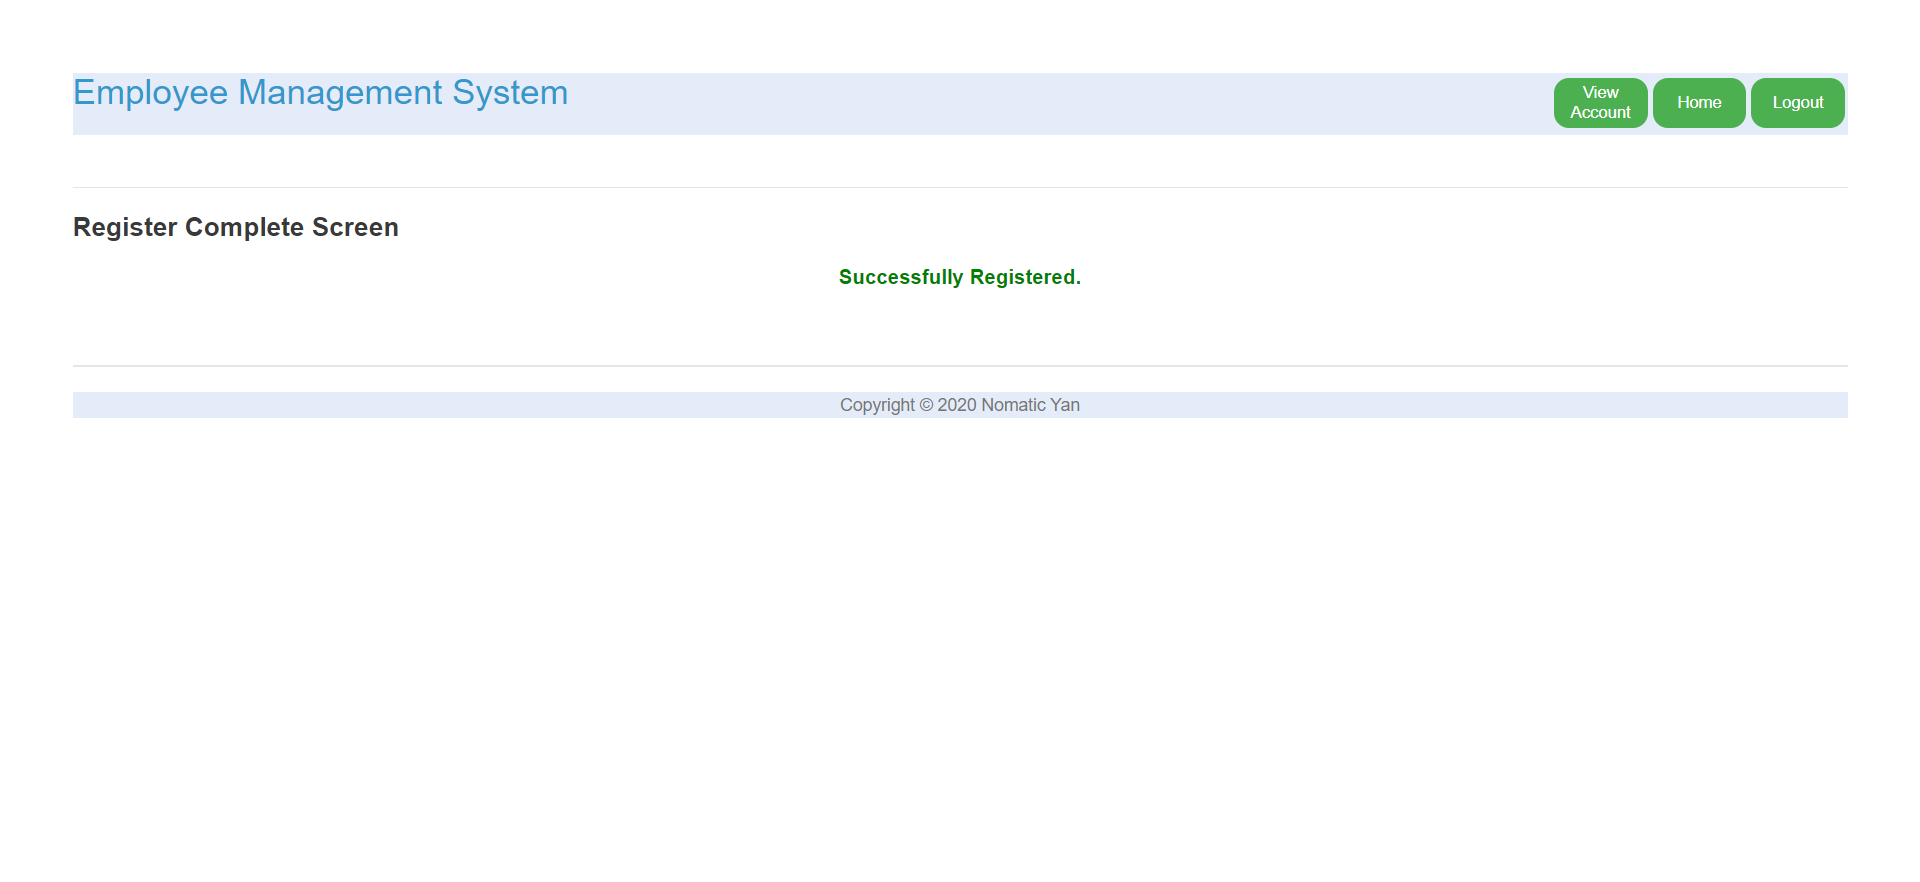 Employee Management System
View
Account
Home
Logout
Register Complete Screen
Successfully Registered.
Copyright © 2020 Nomatic Yan